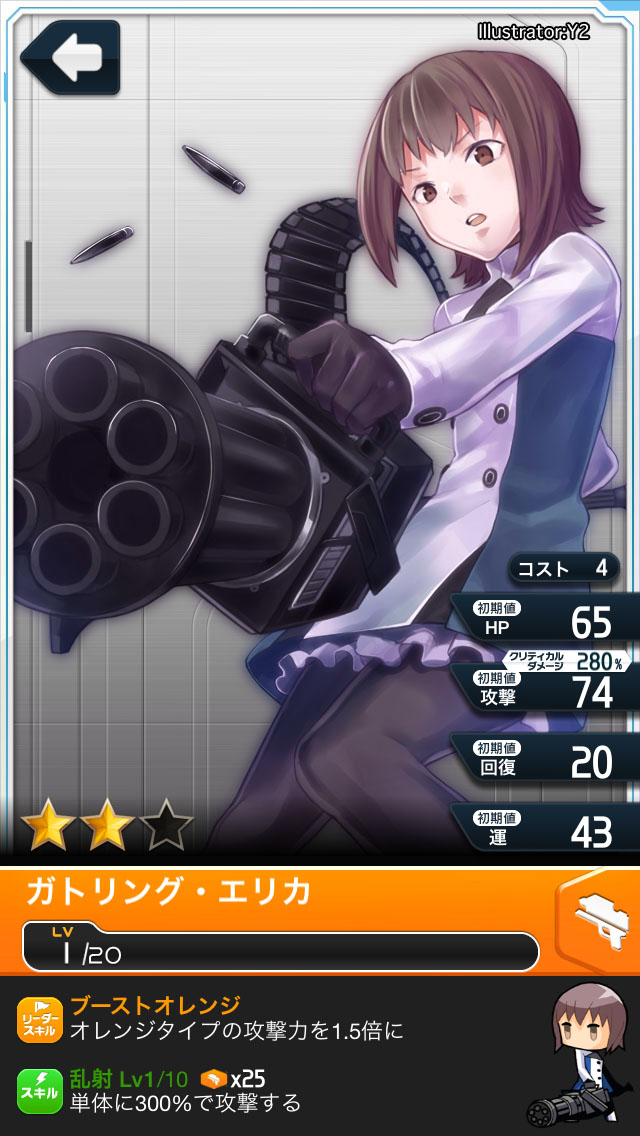 Illustrator:Y2
コスト 4
初期値
HP 65
クリティカル
ダメージ 280%
初期値
攻撃 74
初期値
回復 20
初期値
運 43
ガトリング・エリカ
LV
1/20
リーダー
スキル
ブーストオレンジ
オレンジタイプの攻撃力を1.5倍に
スキル
乱射 Lv1/10 x25
単体に300%で攻撃する